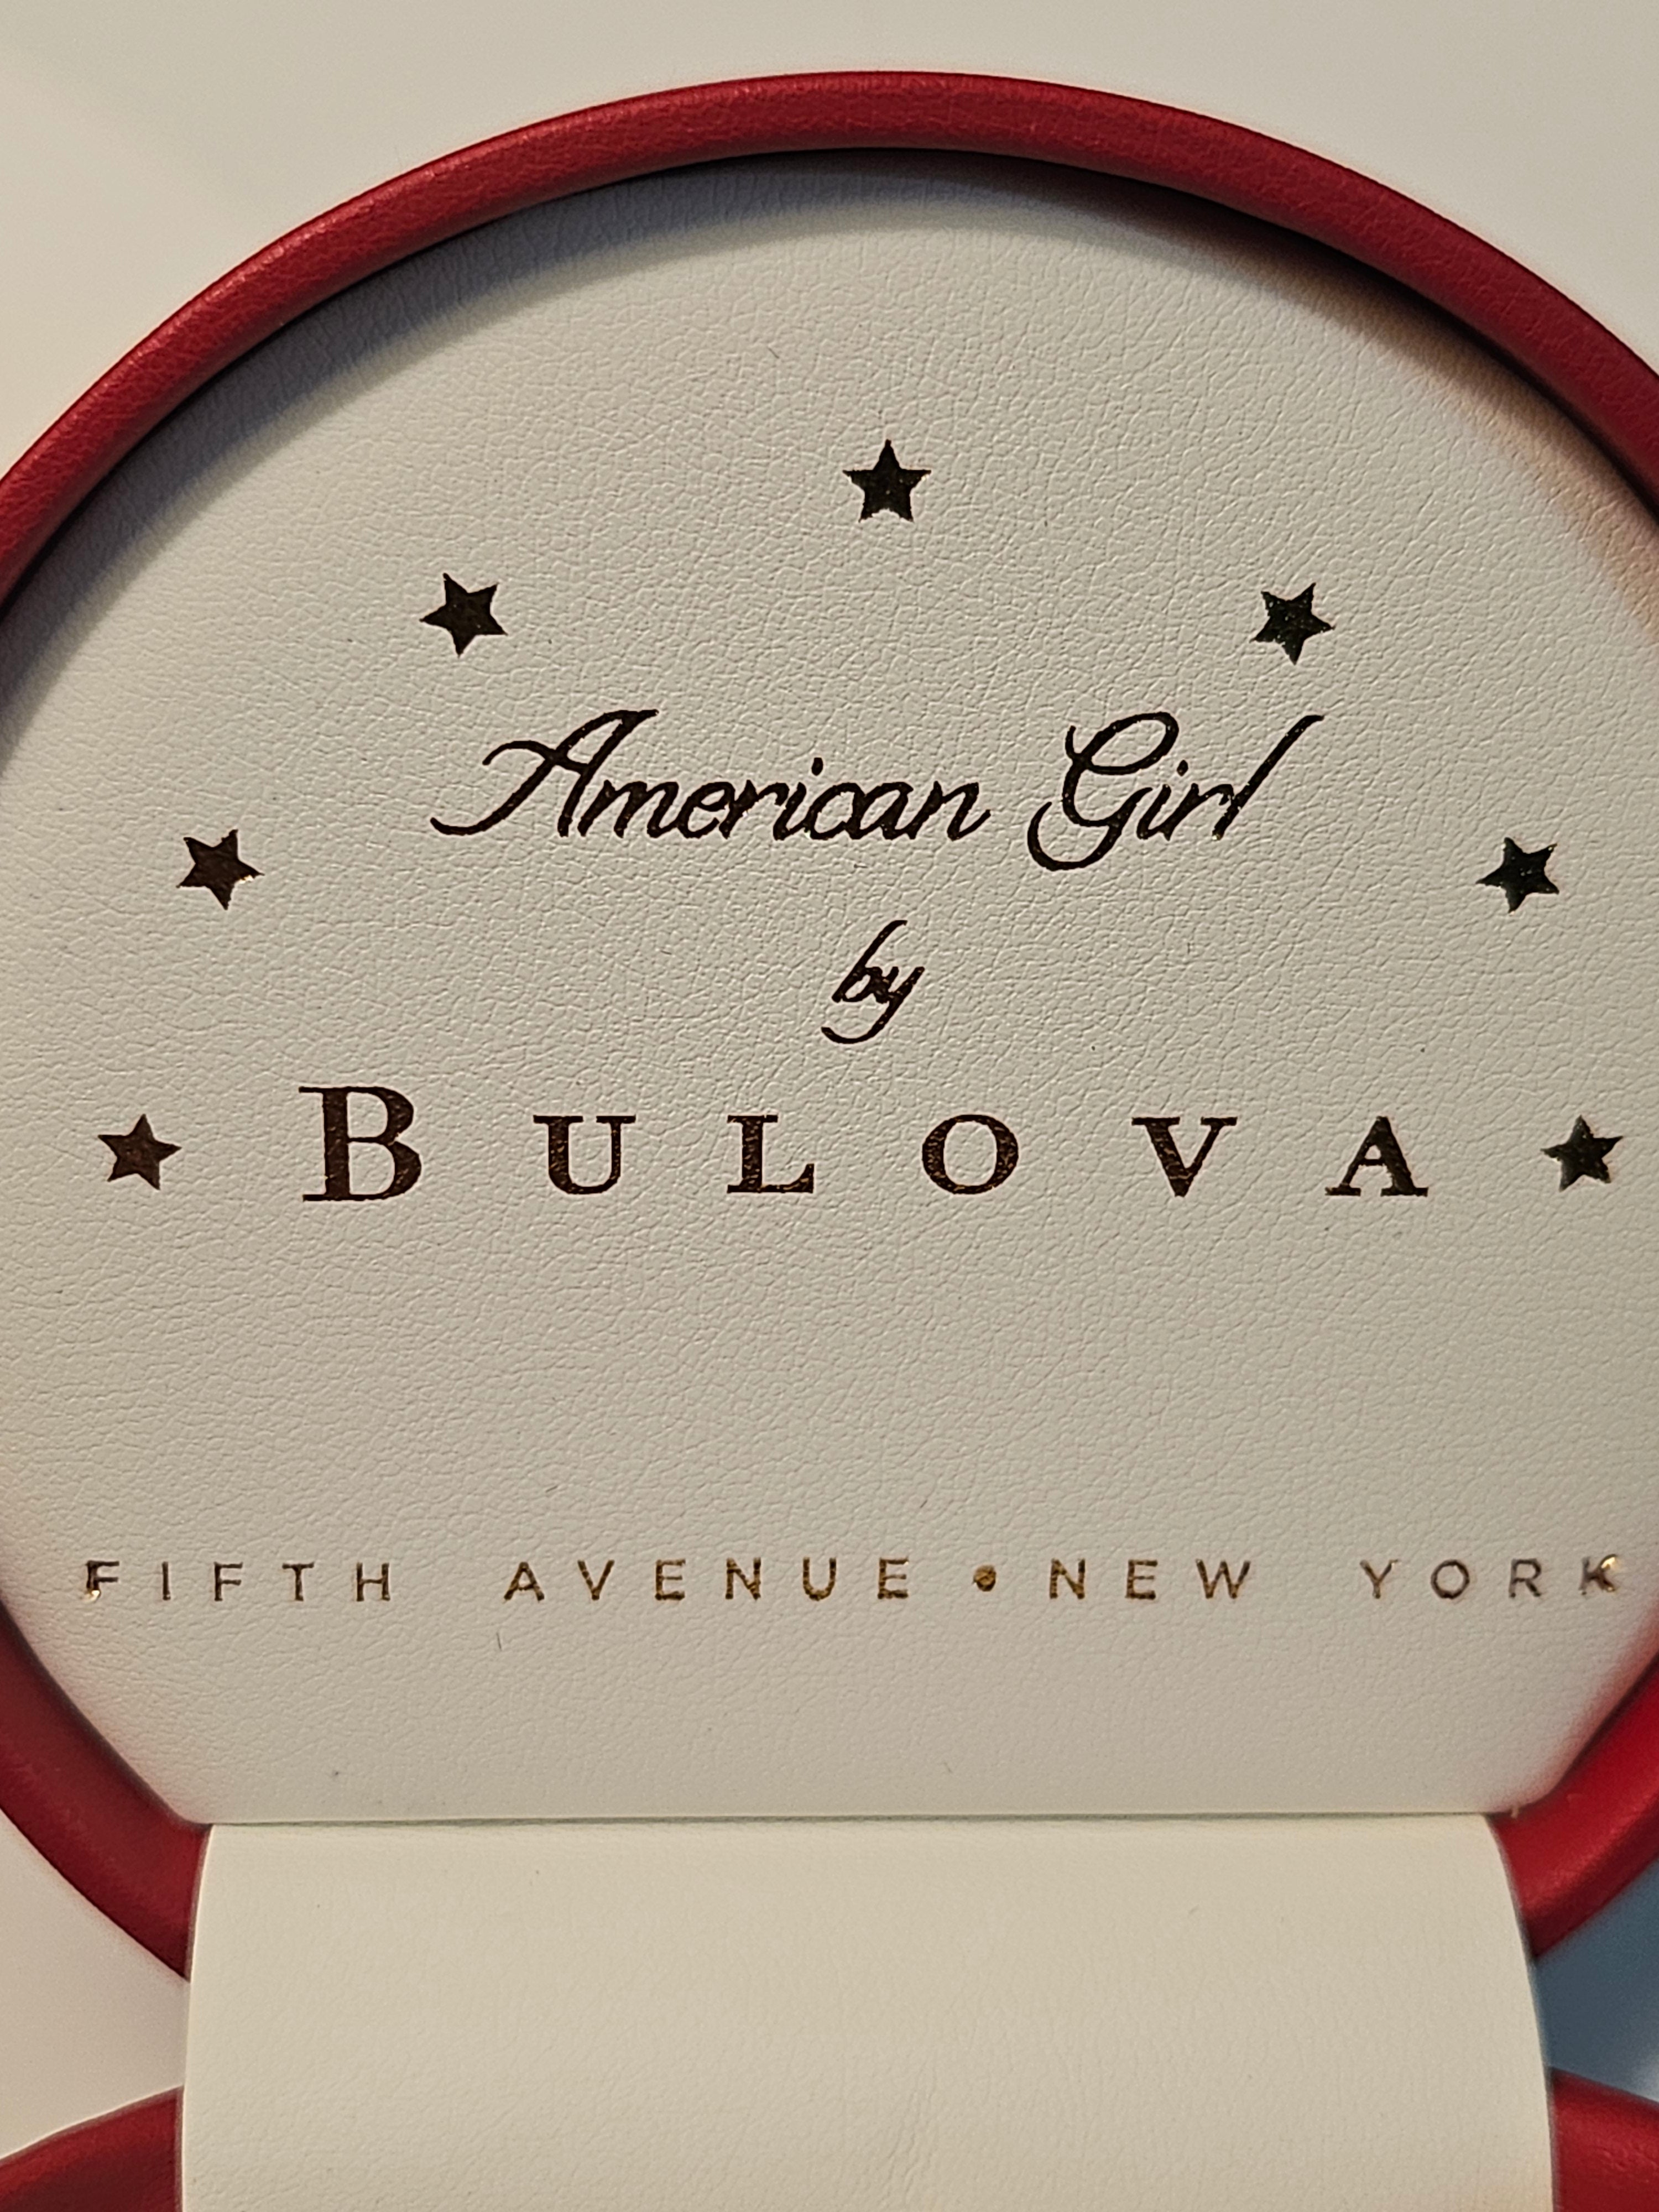 American Girl
by
BULOVA
FIFTH AVENUE • NEW YORK